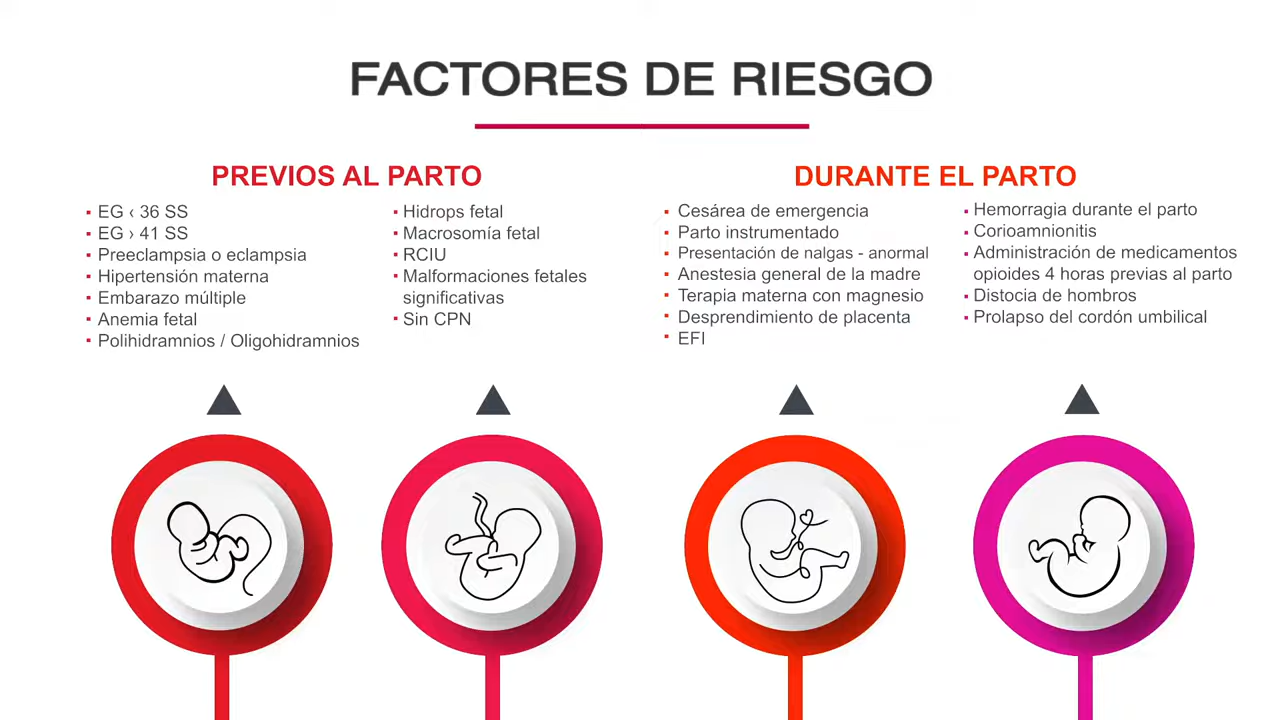 FACTORES DE RIESGO
PREVIOS AL PARTO
▪ EG ‹ 36 SS
▪ EG › 41 SS
▪ Preeclampsia o eclampsia
▪ Hipertensión materna
▪ Embarazo múltiple
▪ Anemia fetal
▪ Polihidramnios / Oligohidramnios
▪ Hidrops fetal
▪ Macrosomía fetal
▪ RCIU
▪ Malformaciones fetales
significativas
▪ Sin CPN
DURANTE EL PARTO
▪ Cesárea de emergencia
▪ Parto instrumentado
▪ Presentación de nalgas - anormal
▪ Anestesia general de la madre
▪ Terapia materna con magnesio
▪ Desprendimiento de placenta
▪ EFI
▪ Hemorragia durante el parto
▪ Corioamnionitis
▪ Administración de medicamentos
opioides 4 horas previas al parto
▪ Distocia de hombros
▪ Prolapso del cordón umbilical